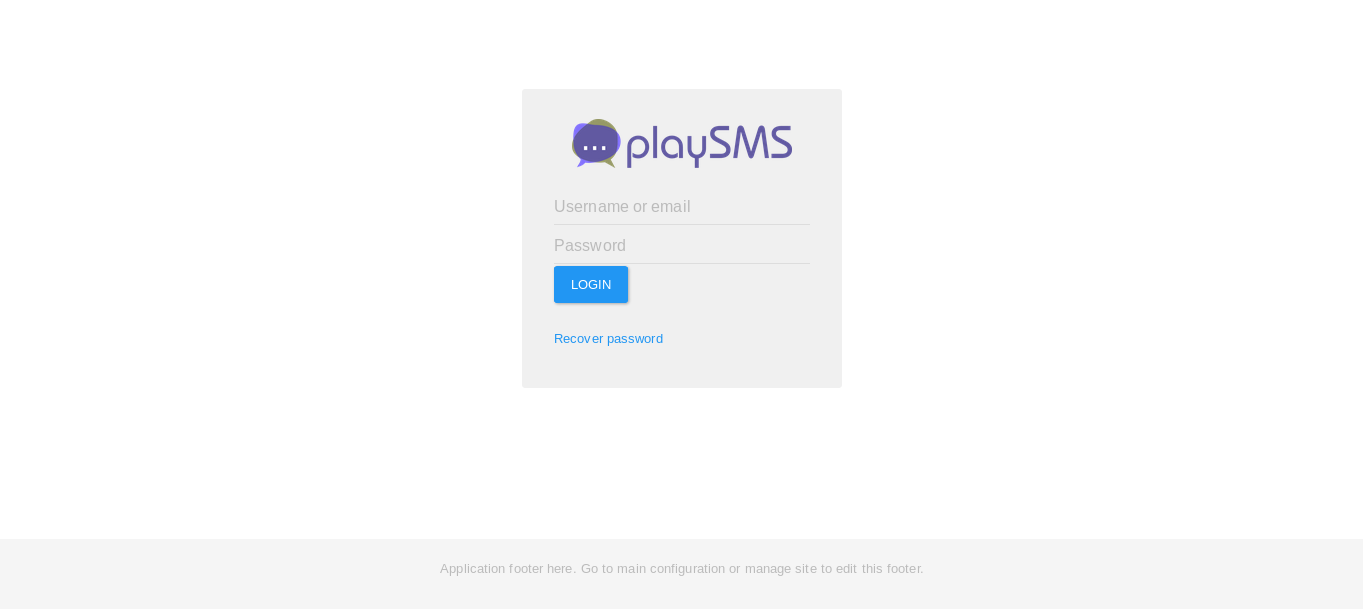 playSMS
Username or email
Password
LOGIN
Recover password
Application footer here. Go to main configuration or manage site to edit this footer.